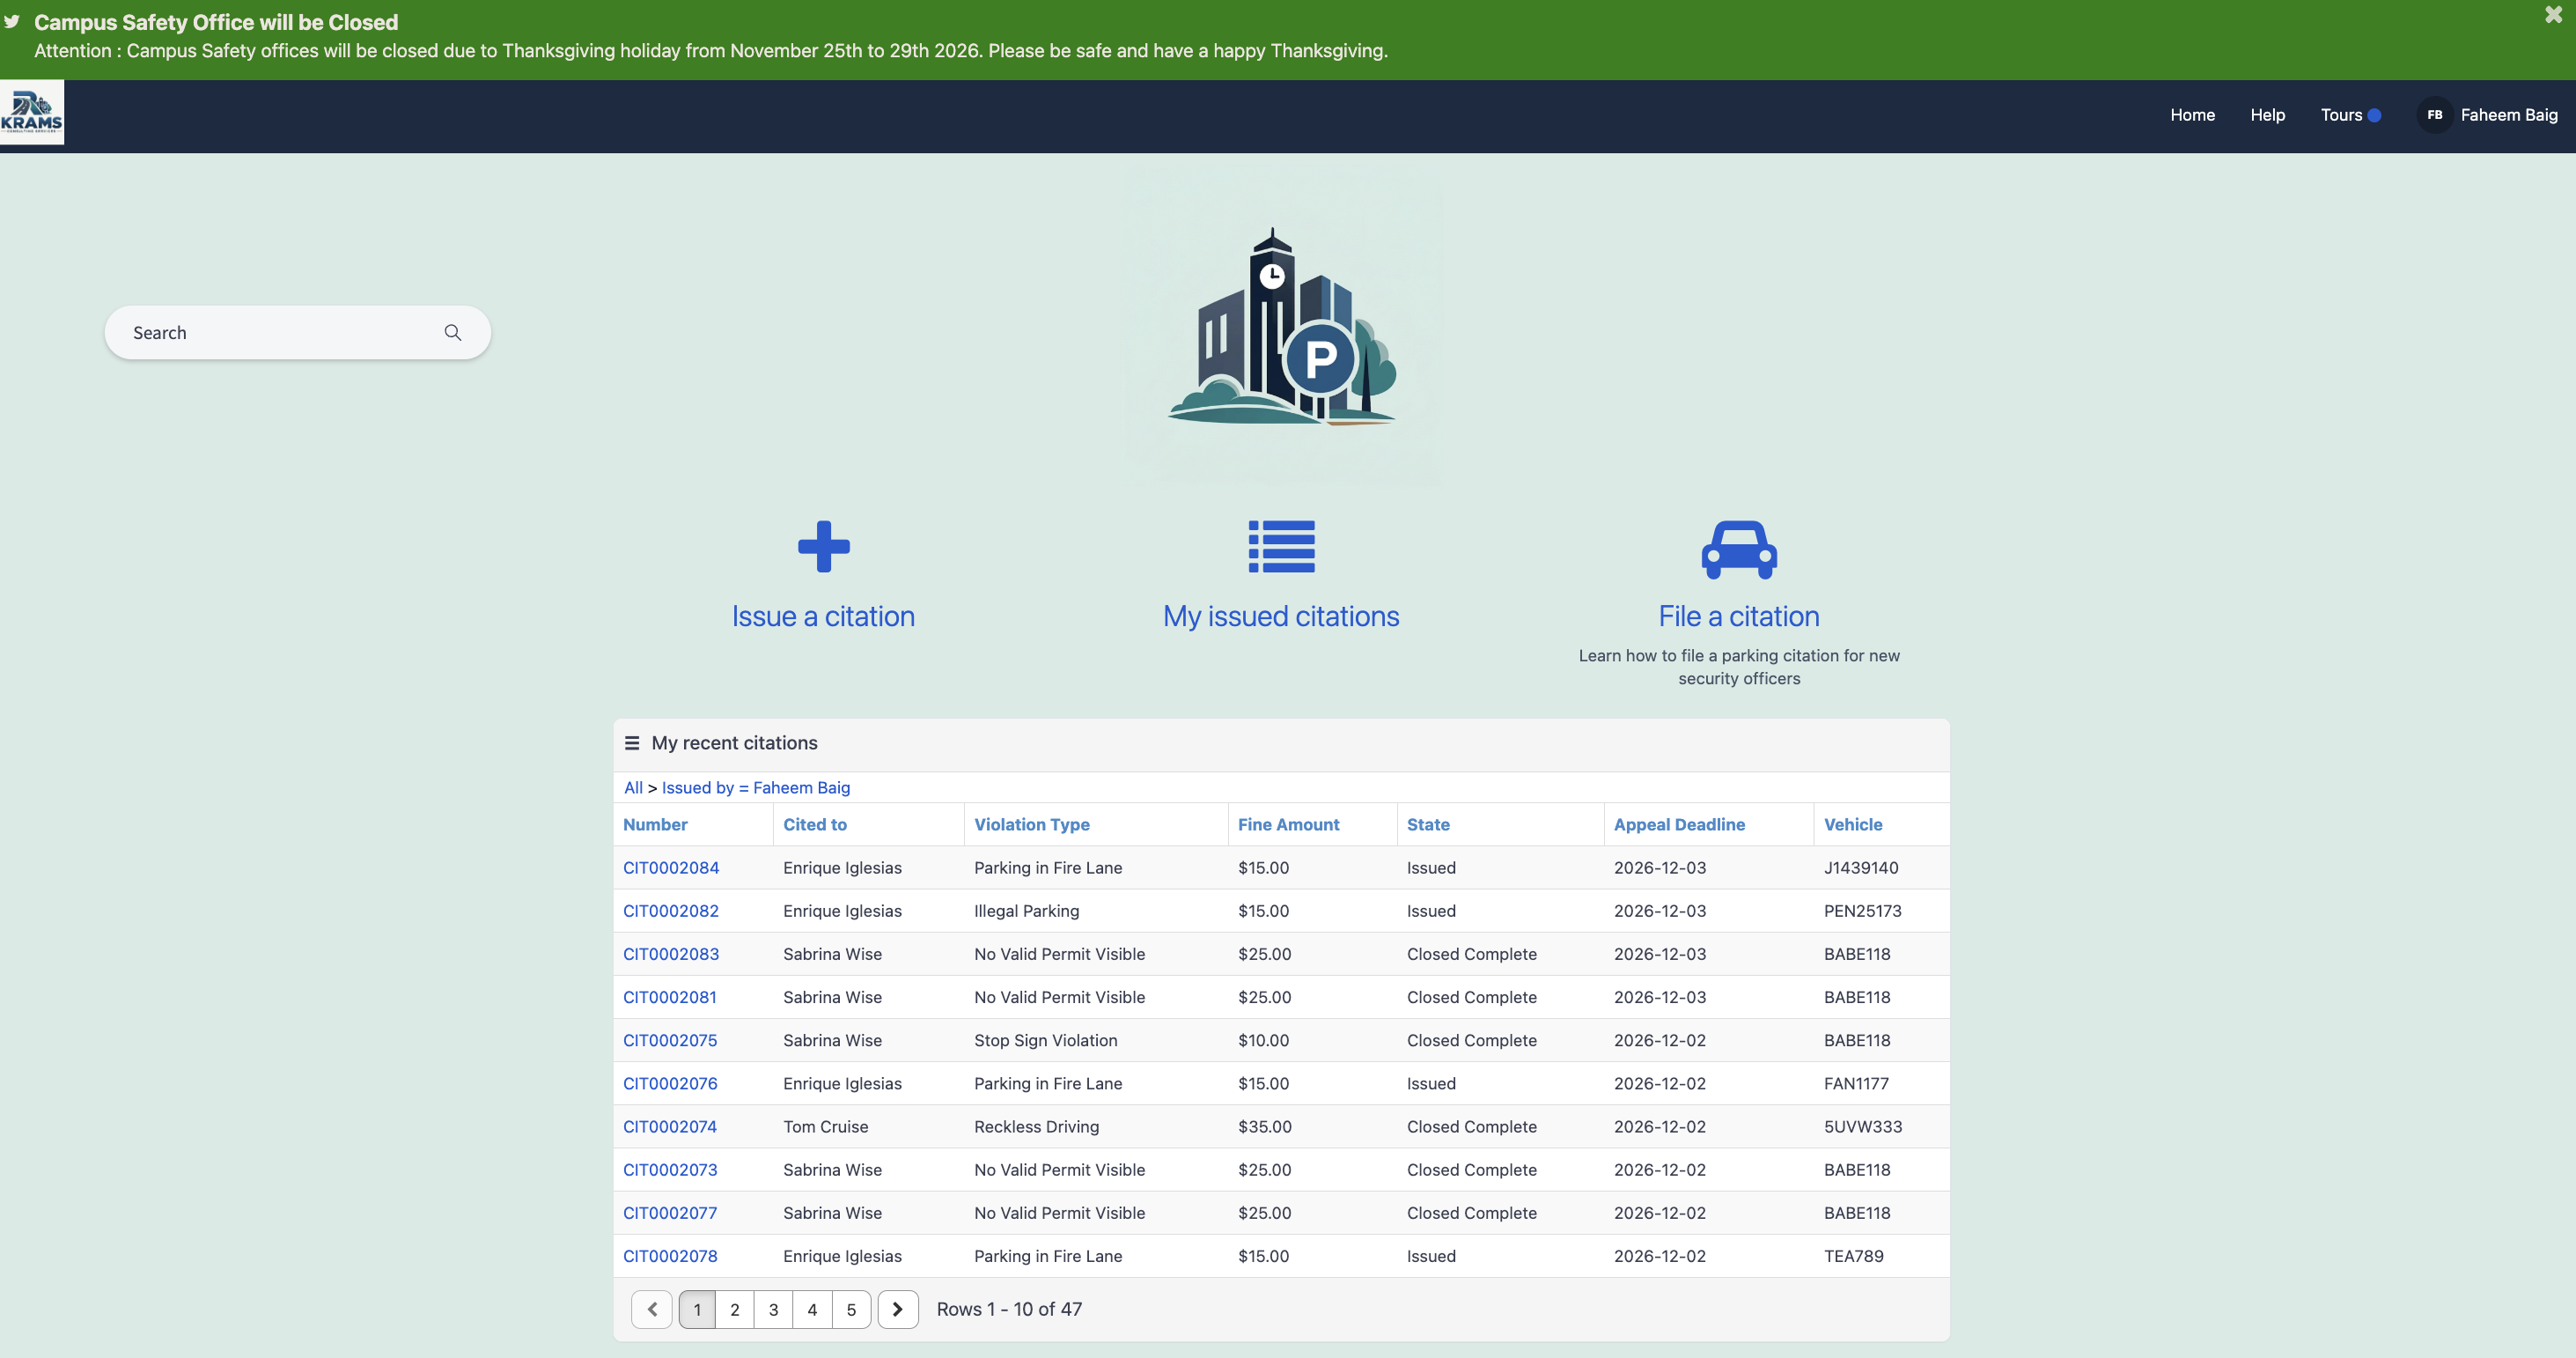 Campus Safety Office will be Closed
Attention : Campus Safety offices will be closed due to Thanksgiving holiday from November 25th to 29th 2026. Please be safe and have a happy Thanksgiving.
KRAMS
Home Help Tours FB Faheem Baig
Search
P
Issue a citation
My issued citations
File a citation
Learn how to file a parking citation for new
security officers
My recent citations
All > Issued by = Faheem Baig
Number Cited to Violation Type Fine Amount State Appeal Deadline Vehicle
CIT0002084 Enrique Iglesias Parking in Fire Lane $15.00 Issued 2026-12-03 J1439140
CIT0002082 Enrique Iglesias Illegal Parking $15.00 Issued 2026-12-03 PEN25173
CIT0002083 Sabrina Wise No Valid Permit Visible $25.00 Closed Complete 2026-12-03 BABE118
CIT0002081 Sabrina Wise No Valid Permit Visible $25.00 Closed Complete 2026-12-03 BABE118
CIT0002075 Sabrina Wise Stop Sign Violation $10.00 Closed Complete 2026-12-02 BABE118
CIT0002076 Enrique Iglesias Parking in Fire Lane $15.00 Issued 2026-12-02 FAN1177
CIT0002074 Tom Cruise Reckless Driving $35.00 Closed Complete 2026-12-02 5UVW333
CIT0002073 Sabrina Wise No Valid Permit Visible $25.00 Closed Complete 2026-12-02 BABE118
CIT0002077 Sabrina Wise No Valid Permit Visible $25.00 Closed Complete 2026-12-02 BABE118
CIT0002078 Enrique Iglesias Parking in Fire Lane $15.00 Issued 2026-12-02 TEA789
1 2 3 4 5 Rows 1 - 10 of 47